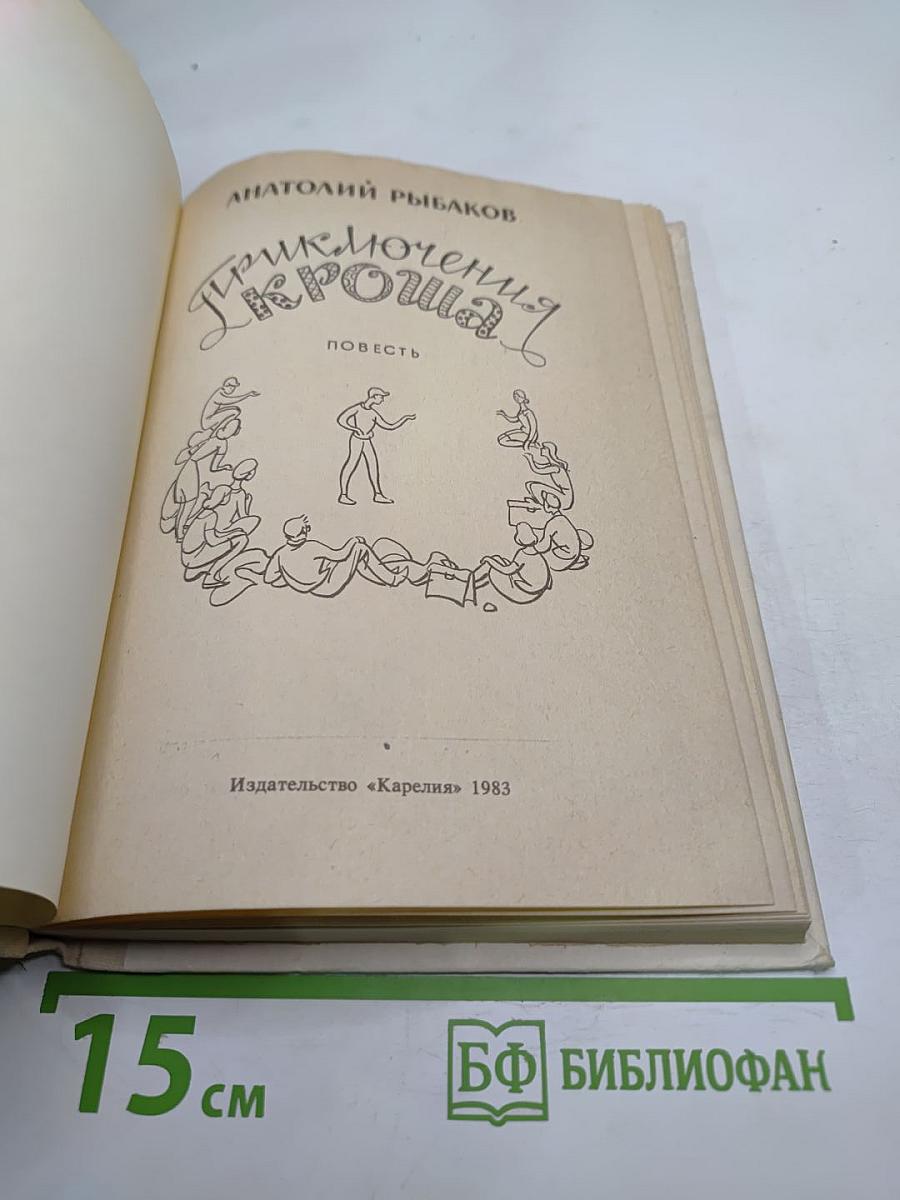 АНАТОЛИЙ РЫБАКОВ
Приключения
Кроша
ПОВЕСТЬ
Издательство «Карелия» 1983
15 см
БФ БИБЛИОФАН